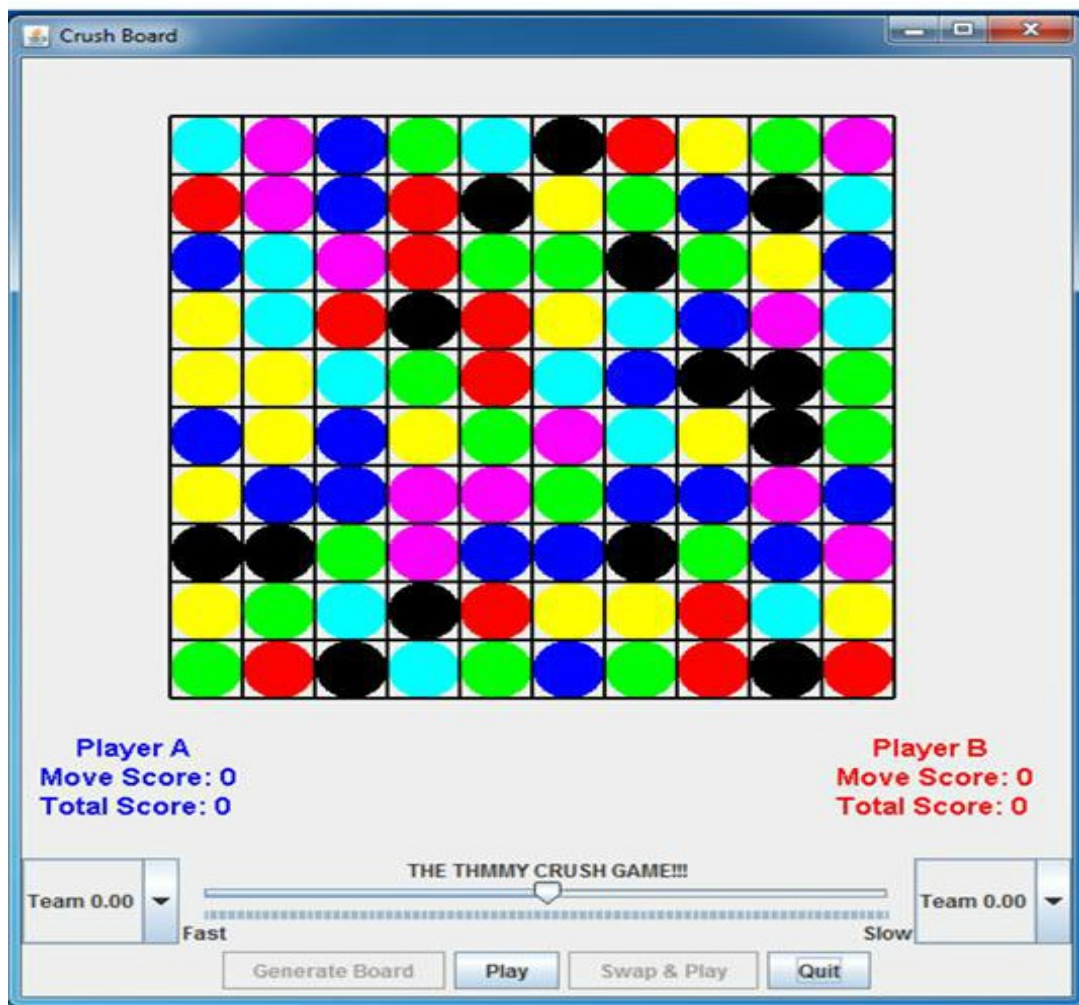 Crush Board
Player A
Move Score: 0
Total Score: 0
Player B
Move Score: 0
Total Score: 0
THE THMMY CRUSH GAME!!!
Team 0.00
Team 0.00
Fast
Slow
Generate Board
Play
Swap & Play
Quit